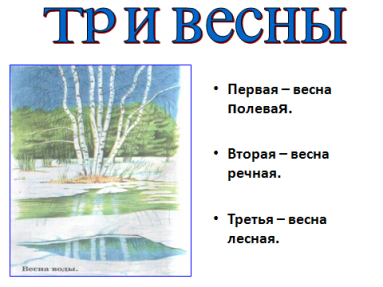 ТРИ ВЕСНЫ
• Первая – весна
полеваЯ.
• Вторая – весна
речная.
• Третья – весна
лесная.
Весна воды.